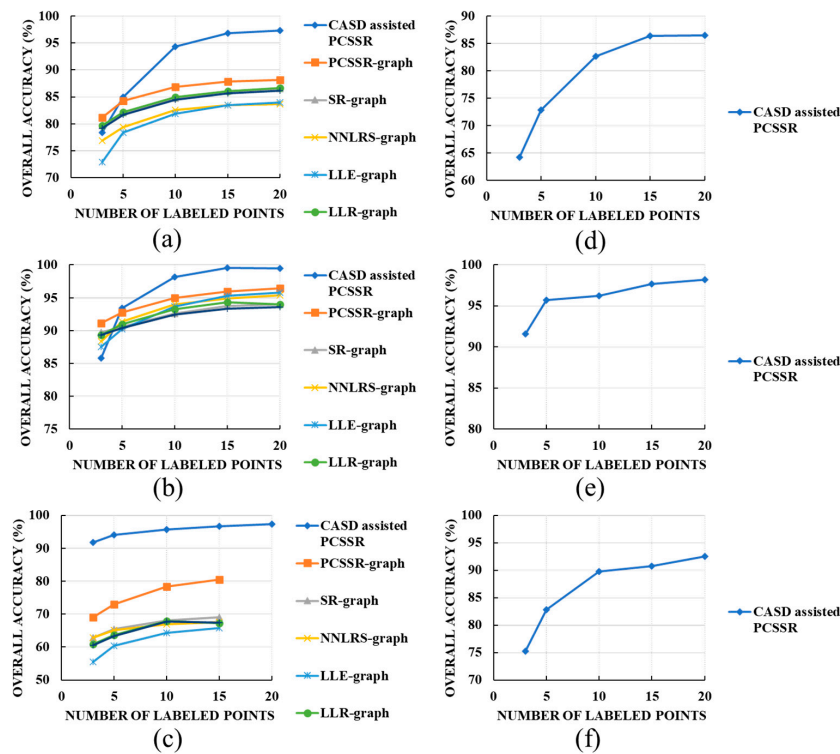 OVERALL ACCURACY (%)
100
95
90
85
80
75
70
0 5 10 15 20
NUMBER OF LABELED POINTS
CASD assisted
PCSSR
PCSSR-graph
SR-graph
NNLRS-graph
LLE-graph
LLR-graph
(a)
OVERALL ACCURACY (%)
90
85
80
75
70
65
60
0 5 10 15 20
NUMBER OF LABELED POINTS
CASD assisted
PCSSR
(d)
OVERALL ACCURACY (%)
100
95
90
85
80
75
0 5 10 15 20
NUMBER OF LABELED POINTS
CASD assisted
PCSSR
PCSSR-graph
SR-graph
NNLRS-graph
LLE-graph
LLR-graph
(b)
OVERALL ACCURACY (%)
100
95
90
85
80
0 5 10 15 20
NUMBER OF LABELED POINTS
CASD assisted
PCSSR
(e)
OVERALL ACCURACY (%)
100
90
80
70
60
50
0 5 10 15 20
NUMBER OF LABELED POINTS
CASD assisted
PCSSR
PCSSR-graph
SR-graph
NNLRS-graph
LLE-graph
LLR-graph
(c)
OVERALL ACCURACY (%)
100
95
90
85
80
75
70
0 5 10 15 20
NUMBER OF LABELED POINTS
CASD assisted
PCSSR
(f)